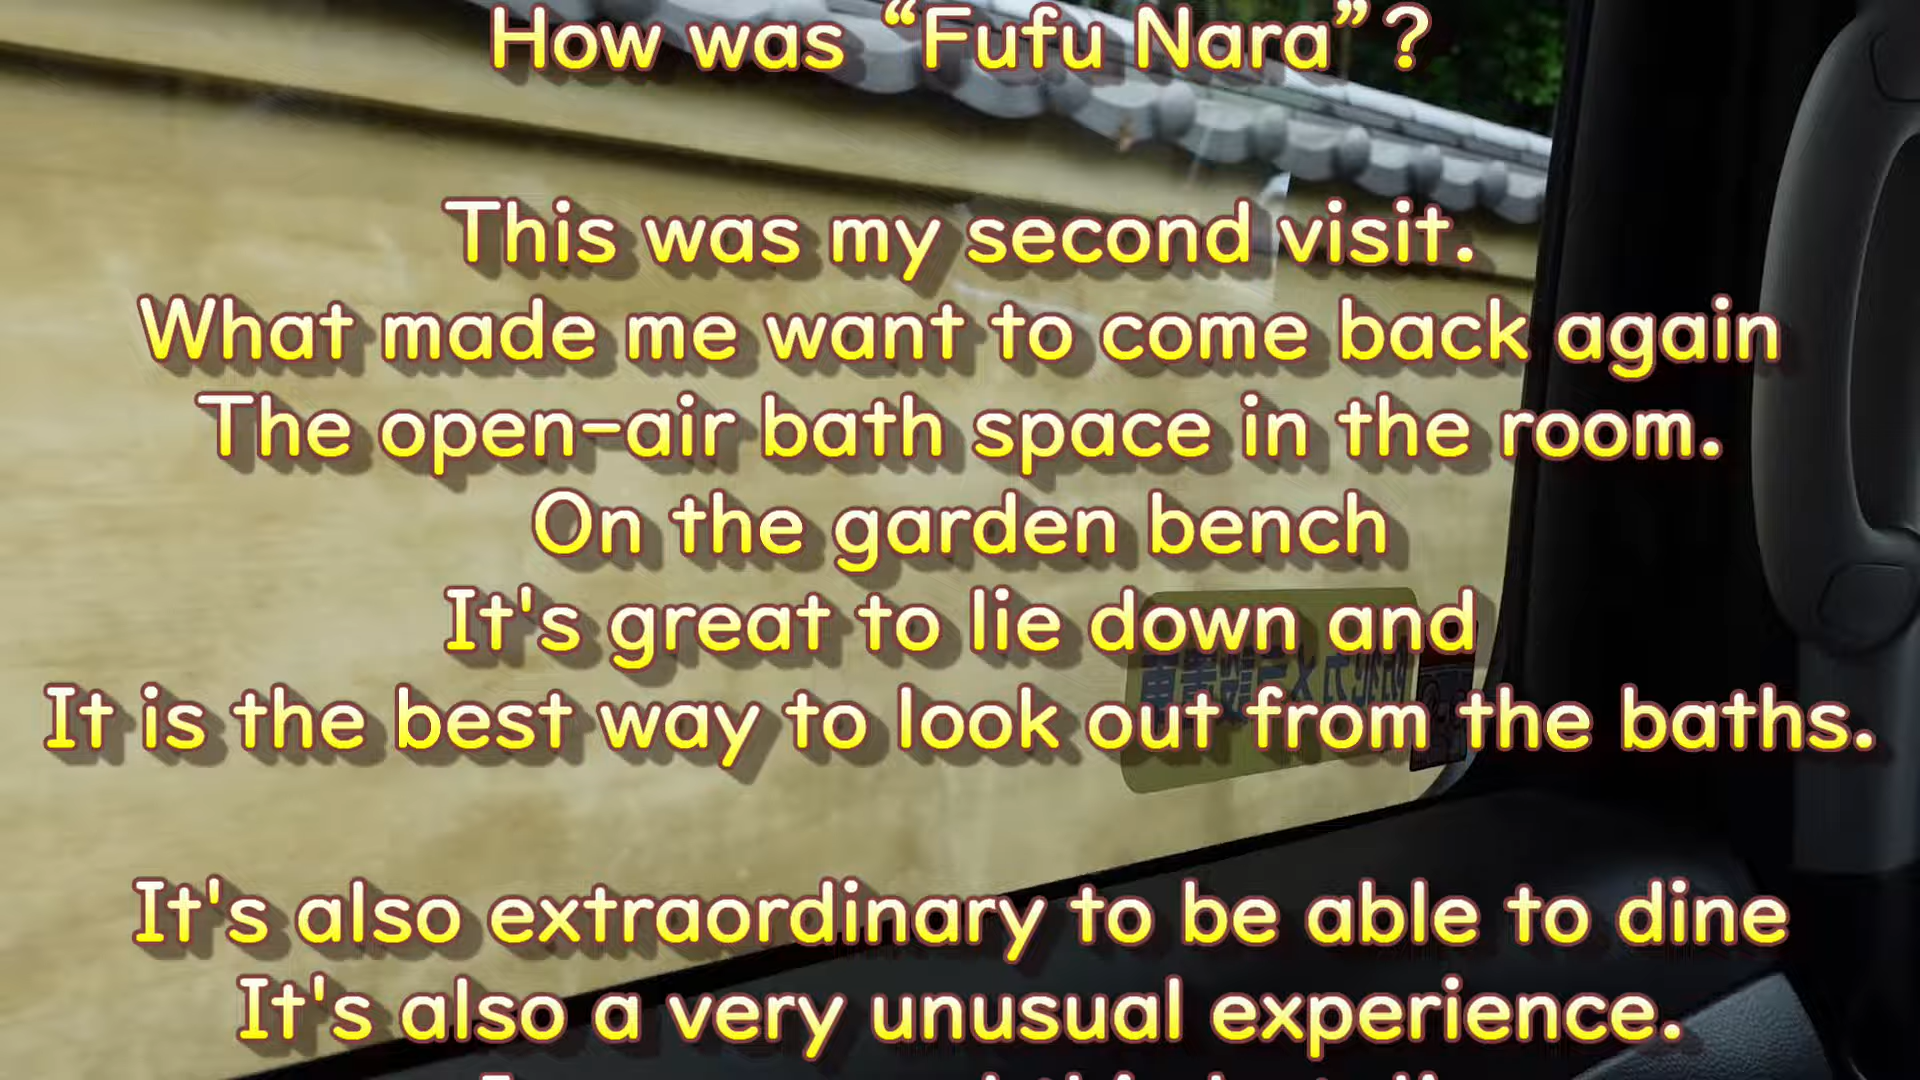 How was “Fufu Nara”?
This was my second visit.
What made me want to come back again
The open-air bath space in the room.
On the garden bench
It's great to lie down and
It is the best way to look out from the baths.
It's also extraordinary to be able to dine
It's also a very unusual experience.